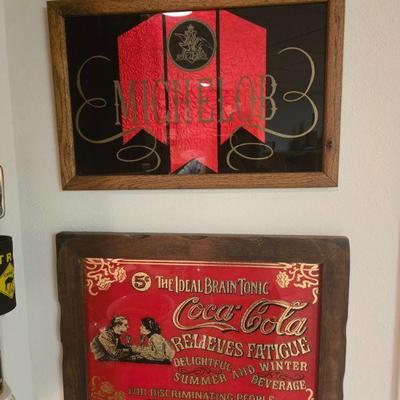 MICHELOB
5¢ THE IDEAL BRAIN TONIC
Coca-Cola
RELIEVES FATIGUE
DELIGHTFUL
SUMMER AND WINTER
BEVERAGE
FOR DISCRIMINATING PEOPLE